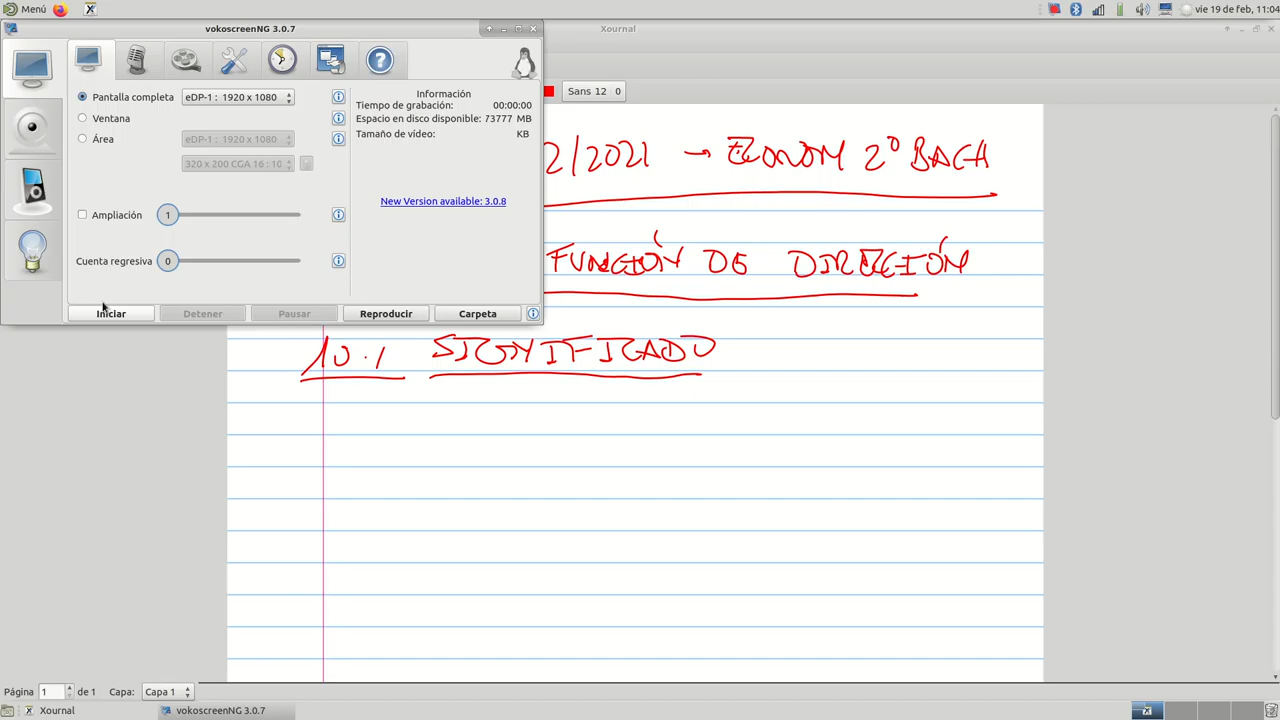 Menú
vie 19 de feb, 11:04
vokoscreenNG 3.0.7
Xournal
Sans 12 0
Pantalla completa
eDP-1 : 1920 x 1080
Ventana
Área
eDP-1 : 1920 x 1080
320 x 200 CGA 16 : 10
Ampliación
1
Cuenta regresiva
0
Información
Tiempo de grabación: 00:00:00
Espacio en disco disponible: 73777 MB
Tamaño de vídeo: KB
New Version available: 3.0.8
Iniciar
Detener
Pausar
Reproducir
Carpeta
2/2021 → ECONOM 2º BACH
FUNCIÓN DE DIRECCIÓN
10.1 SIGNIFICADO
Página 1 de 1 Capa: Capa 1
Xournal
vokoscreenNG 3.0.7